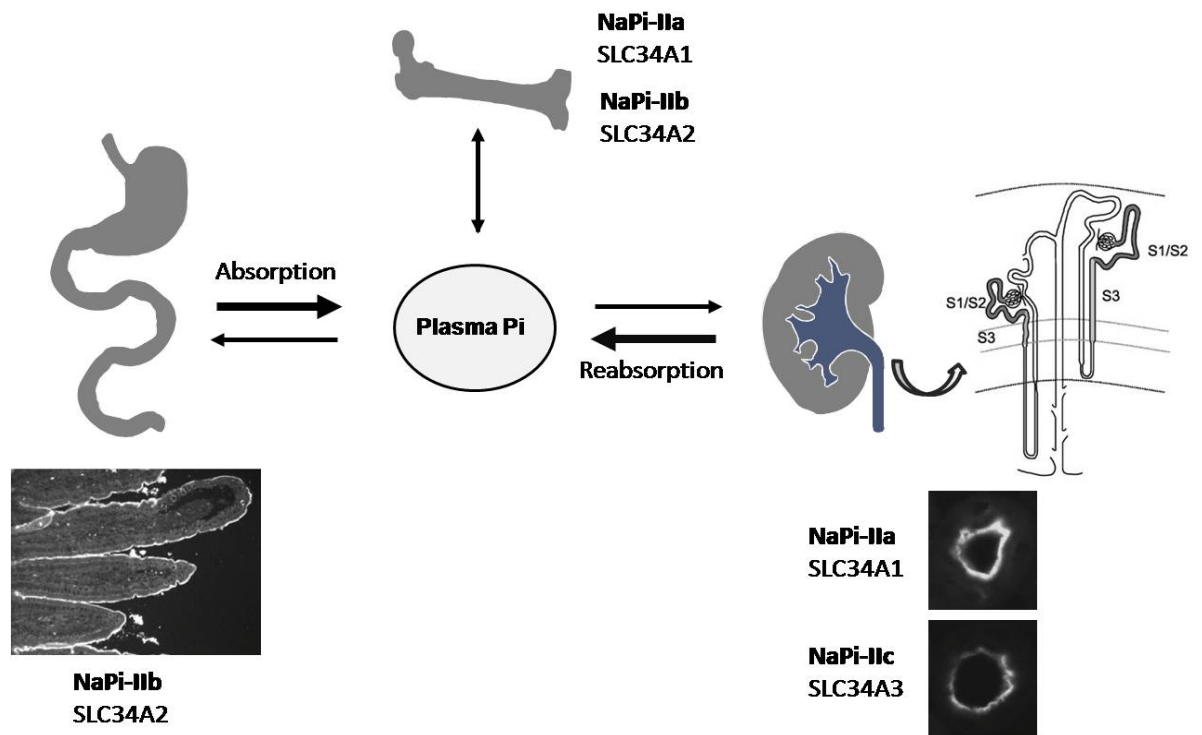 NaPi-IIa
SLC34A1
NaPi-IIb
SLC34A2
Absorption
Plasma Pi
Reabsorption
S1/S2
S3
S1/S2
S3
NaPi-IIb
SLC34A2
NaPi-IIa
SLC34A1
NaPi-IIc
SLC34A3